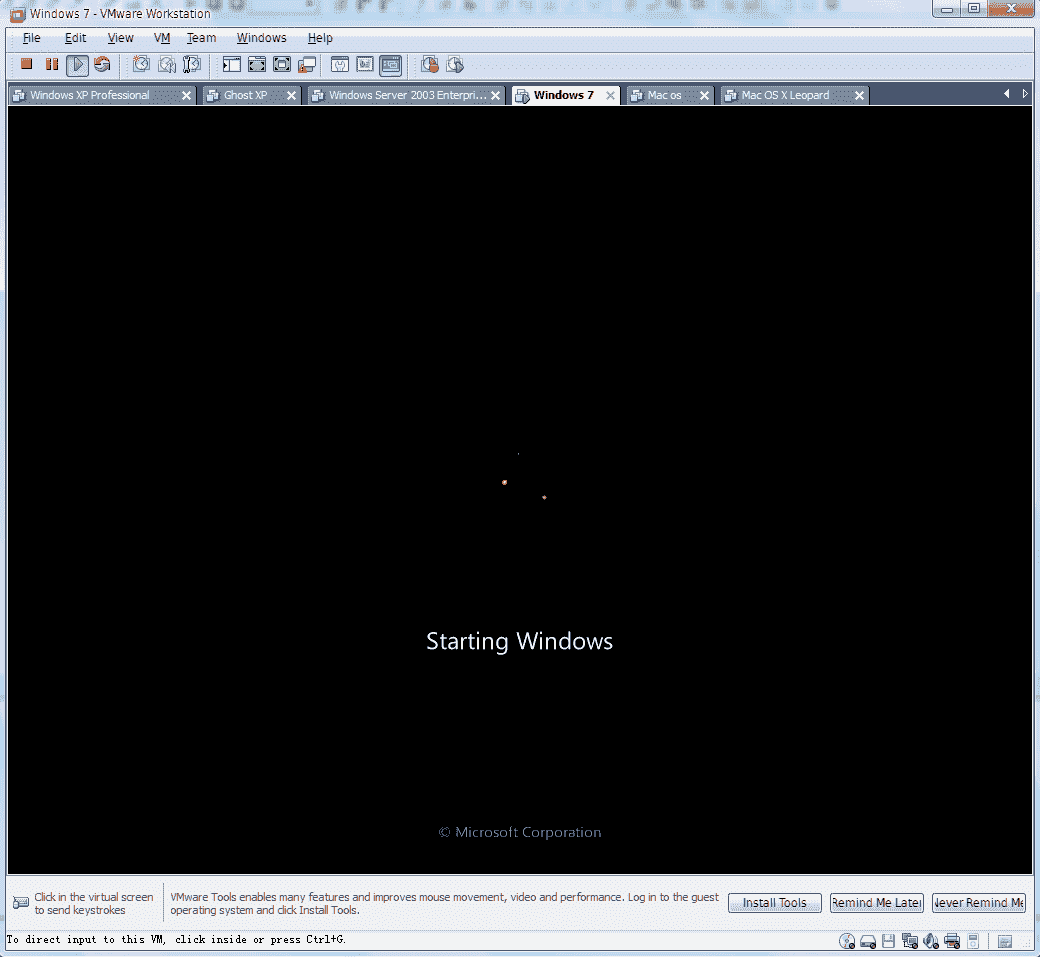 Windows 7 - VMware Workstation
File Edit View VM Team Windows Help
Windows XP Professional Ghost XP Windows Server 2003 Enterpri... Windows 7 Mac os Mac OS X Leopard
Starting Windows
© Microsoft Corporation
Click in the virtual screen
to send keystrokes
VMware Tools enables many features and improves mouse movement, video and performance. Log in to the guest
operating system and click Install Tools.
Install Tools Remind Me Later Never Remind Me
To direct input to this VM, click inside or press Ctrl+G.